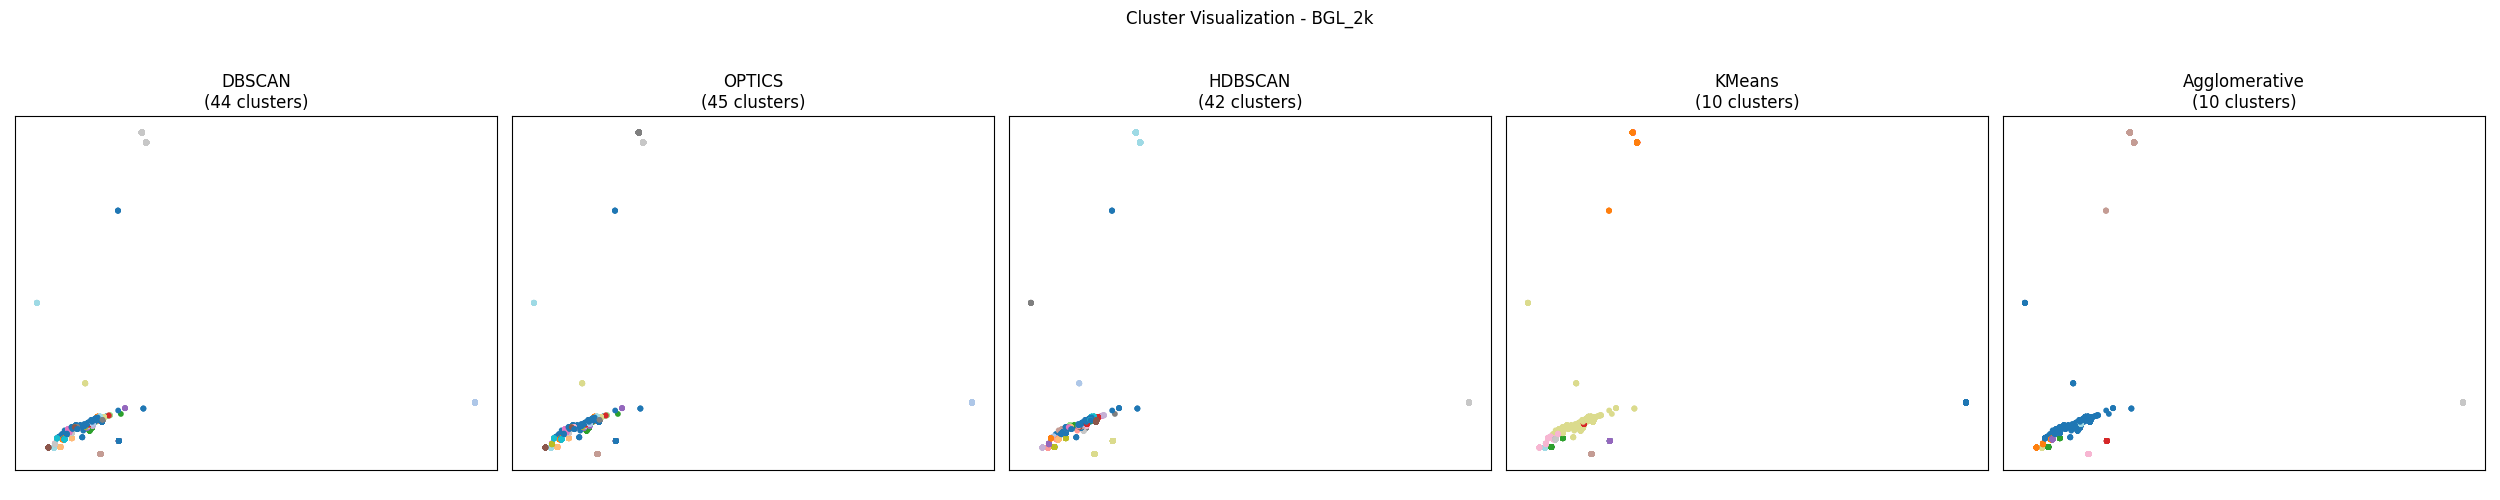 Cluster Visualization - BGL_2k
DBSCAN
(44 clusters)
OPTICS
(45 clusters)
HDBSCAN
(42 clusters)
KMeans
(10 clusters)
Agglomerative
(10 clusters)